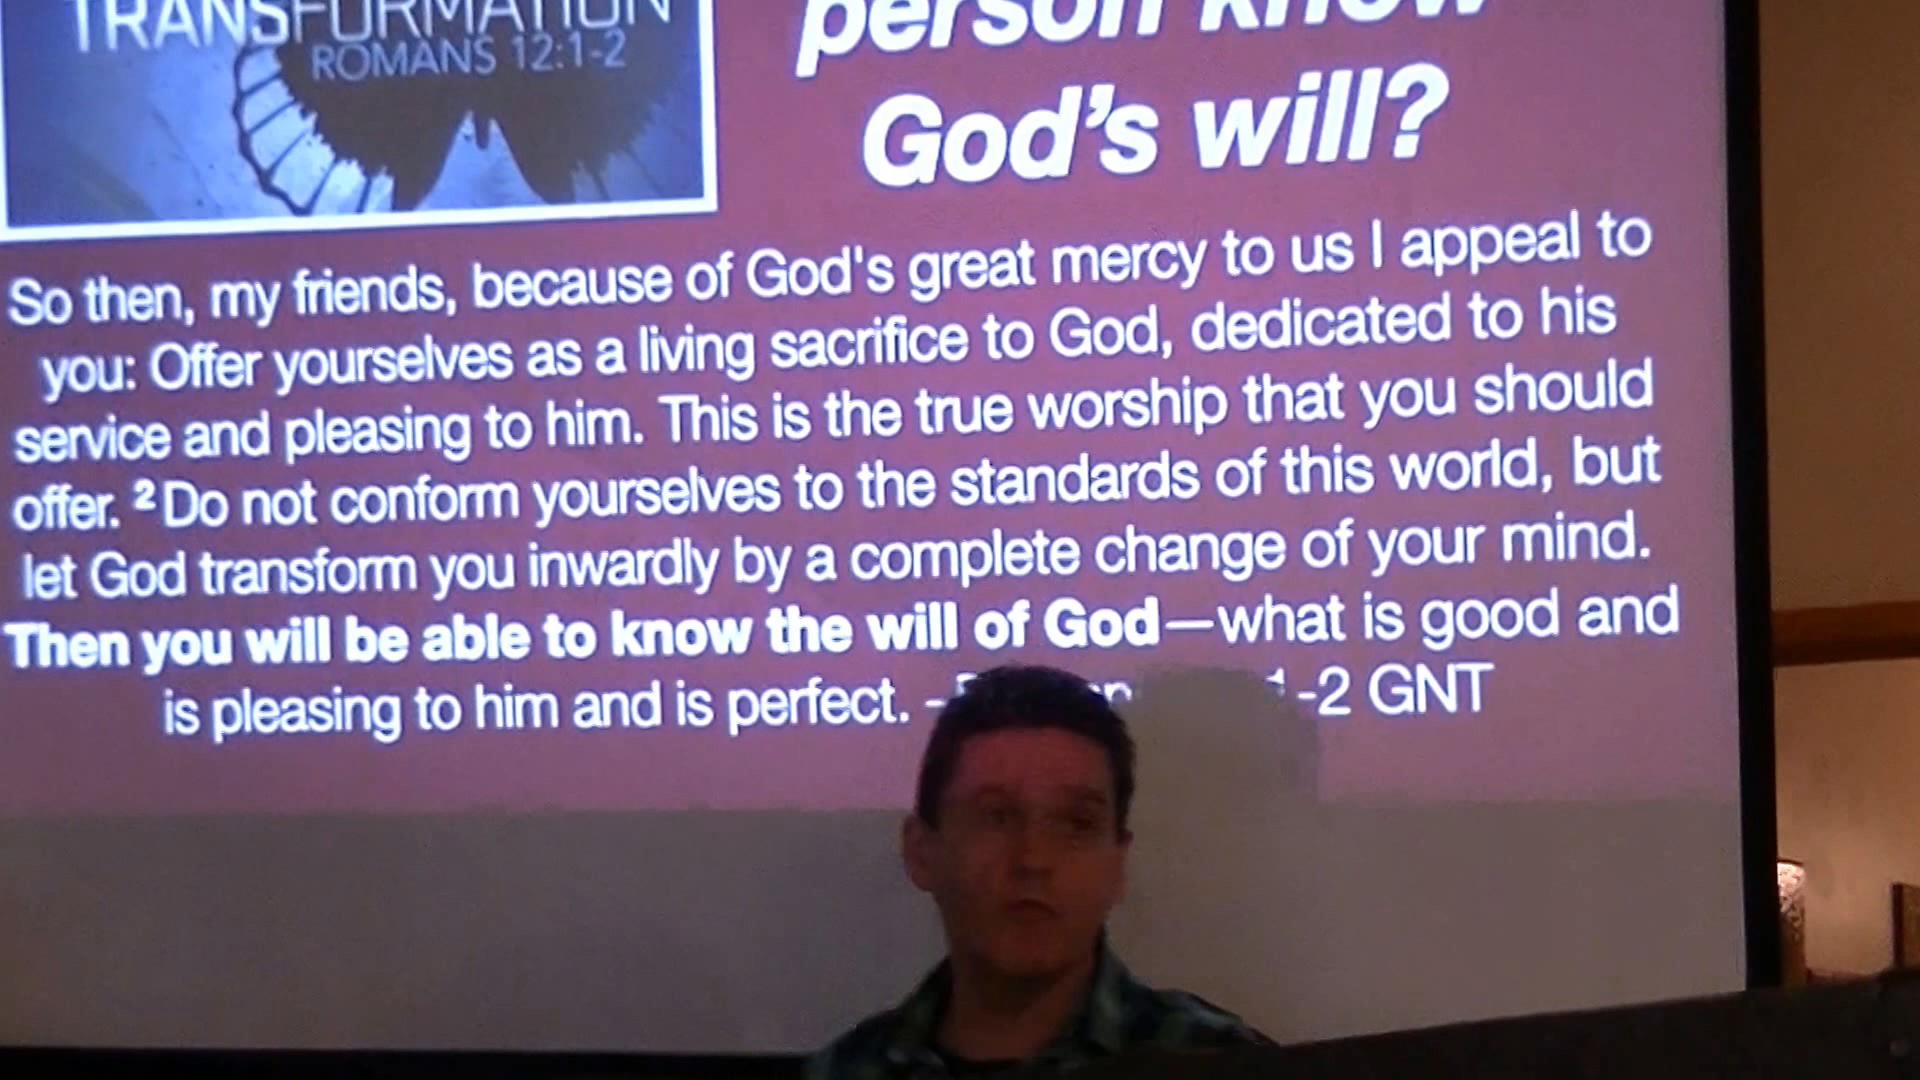 TRANSFORMATION
ROMANS 12:1-2
person know
God's will?
So then, my friends, because of God's great mercy to us I appeal to
you: Offer yourselves as a living sacrifice to God, dedicated to his
service and pleasing to him. This is the true worship that you should
offer. ²Do not conform yourselves to the standards of this world, but
let God transform you inwardly by a complete change of your mind.
Then you will be able to know the will of God—what is good and
is pleasing to him and is perfect. - 1-2 GNT